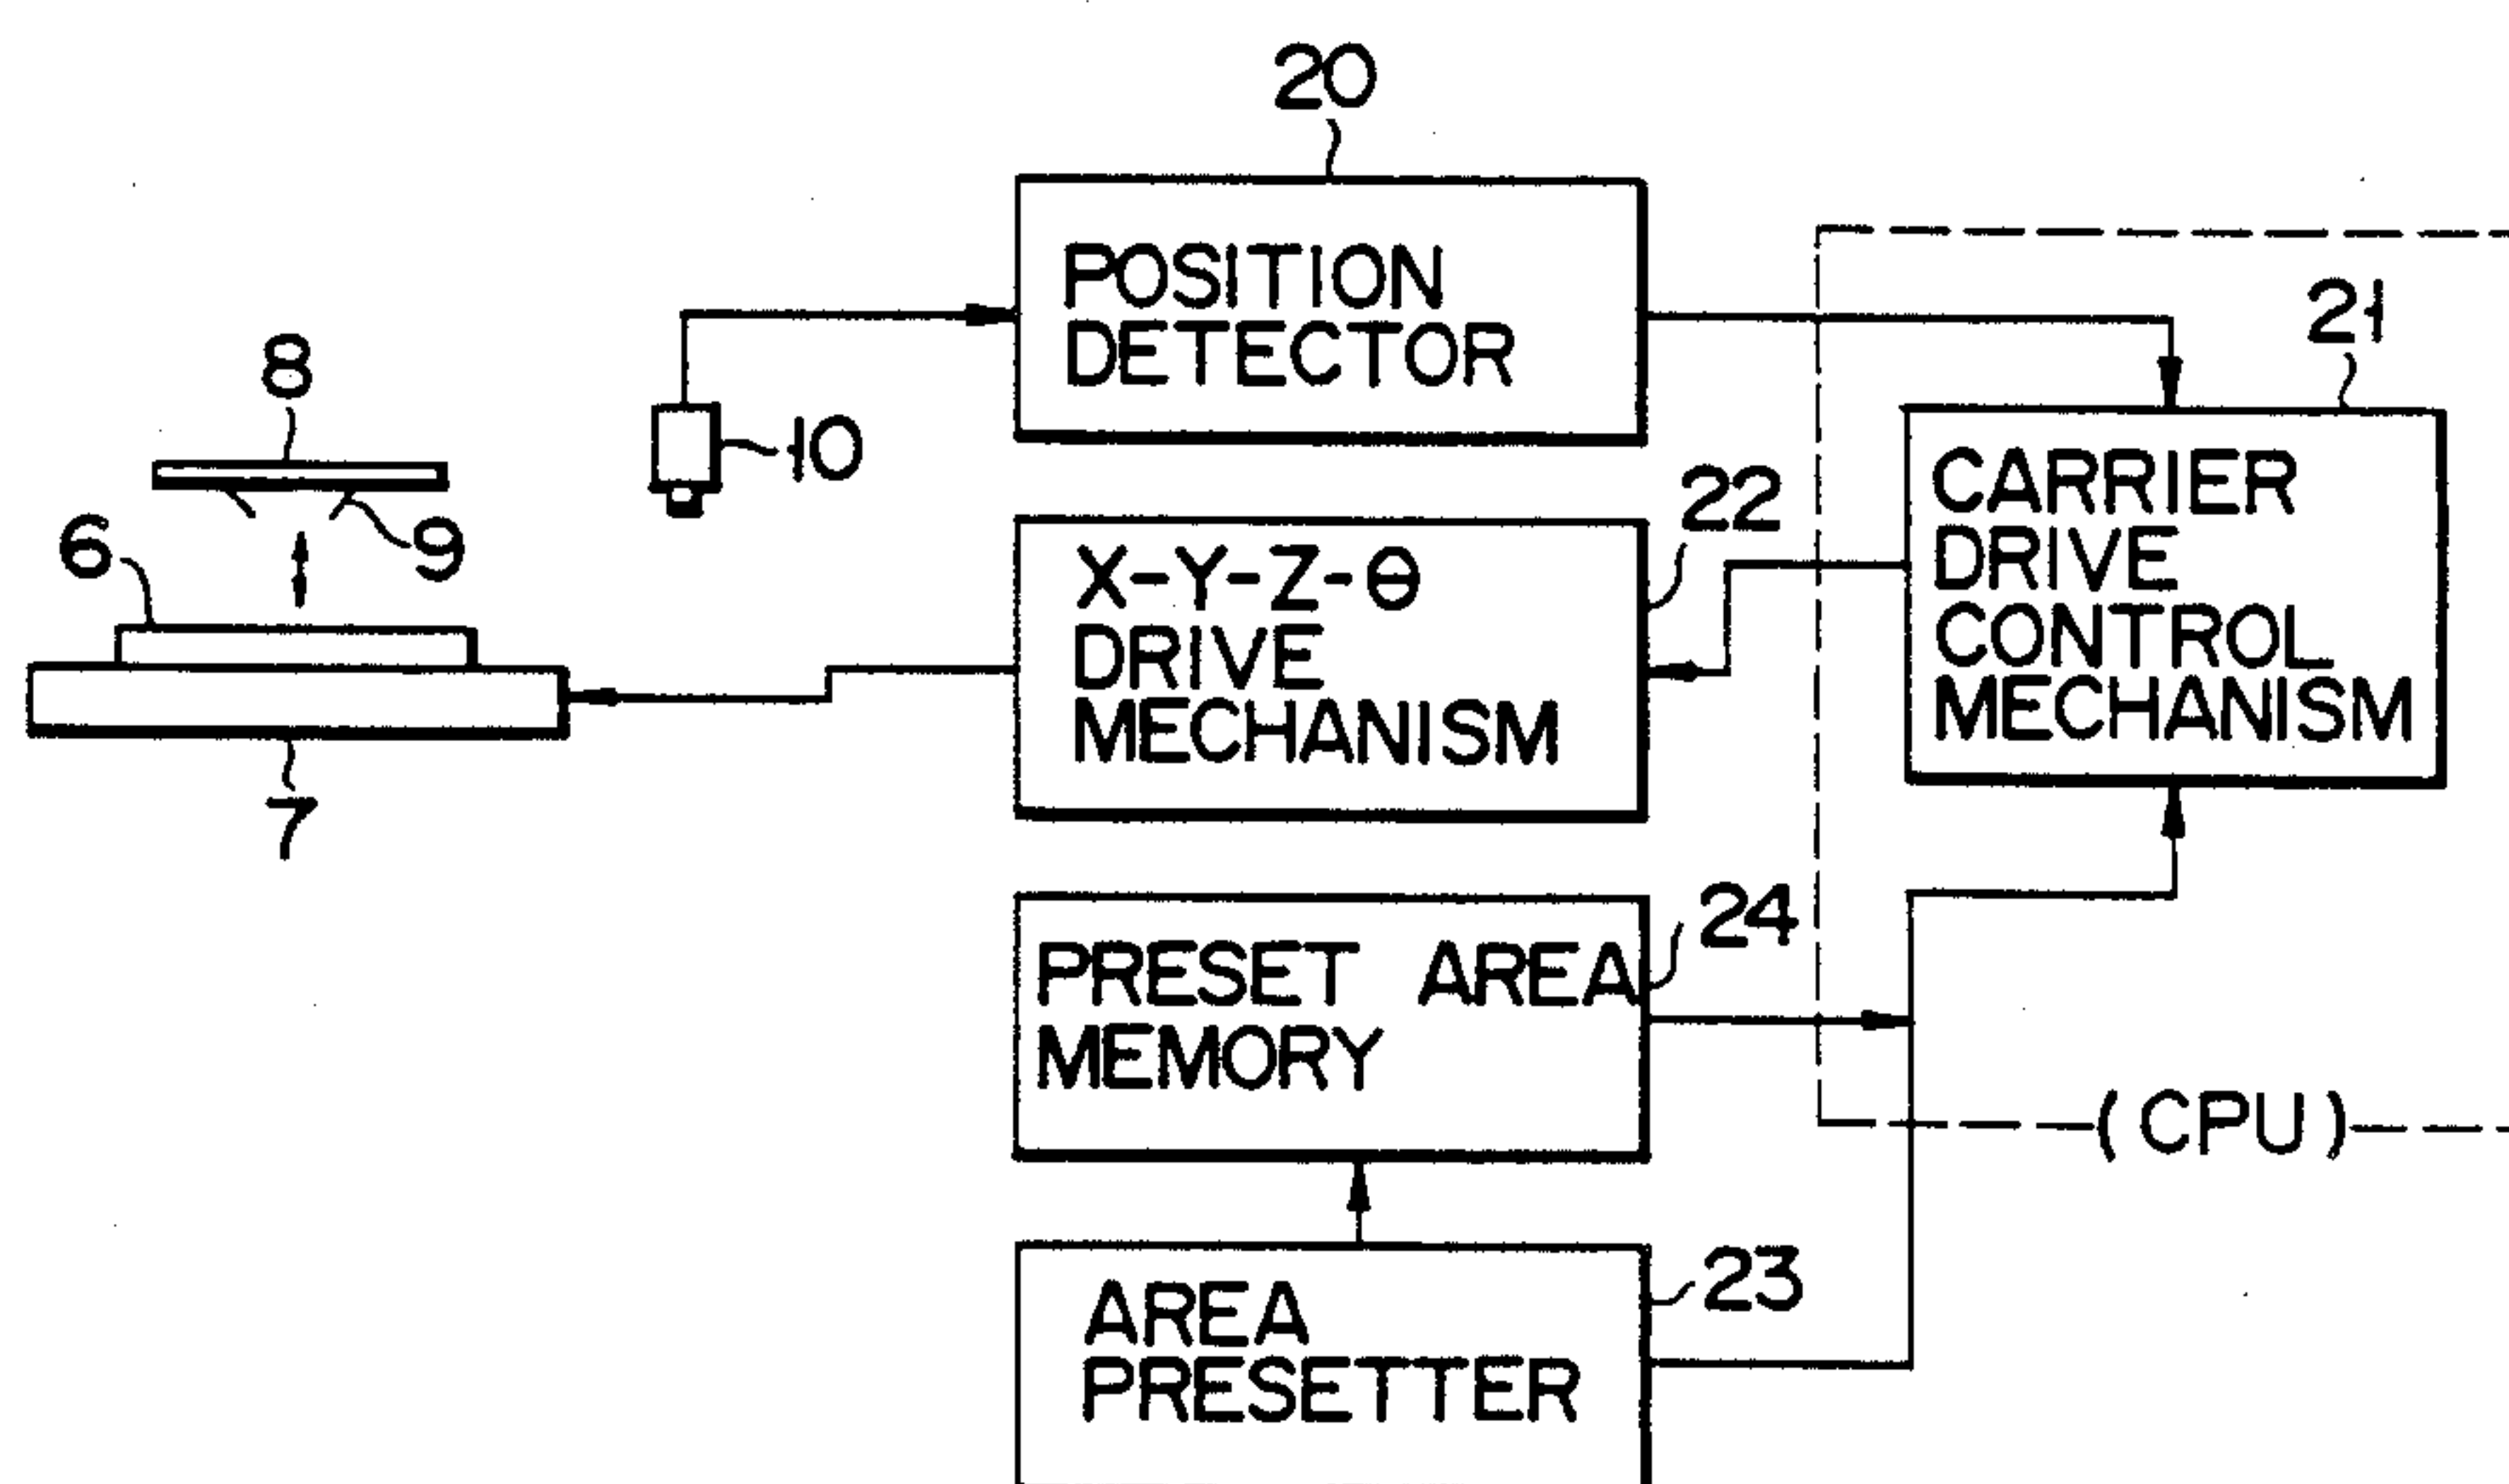 20
POSITION
DETECTOR
21
8
10
CARRIER
DRIVE
CONTROL
MECHANISM
22
9
6
X-Y-Z-θ
DRIVE
MECHANISM
7
24
PRESET AREA
MEMORY
(CPU)
23
AREA
PRESETTER